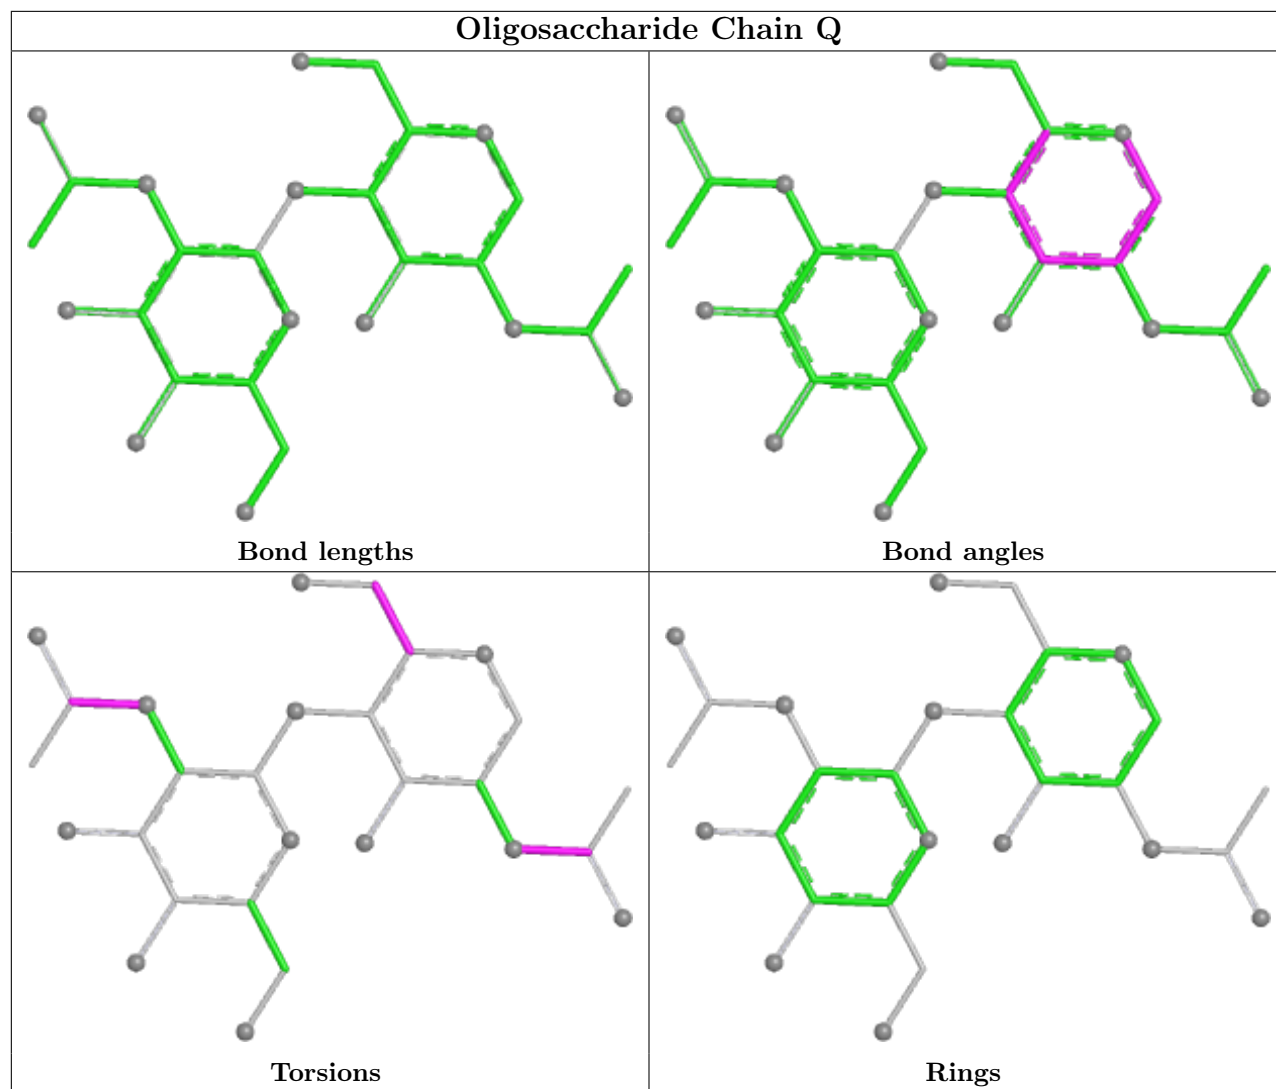 Oligosaccharide Chain Q
Bond lengths
Bond angles
Torsions
Rings